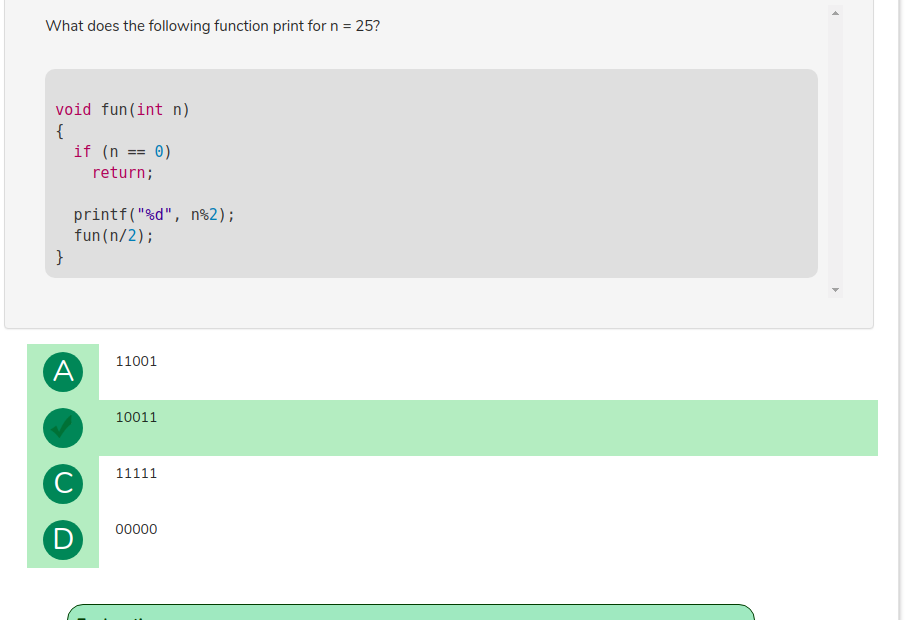 What does the following function print for n = 25?
void fun(int n)
{
  if (n == 0)
    return;
  printf("%d", n%2);
  fun(n/2);
}
A 11001
10011
C 11111
D 00000